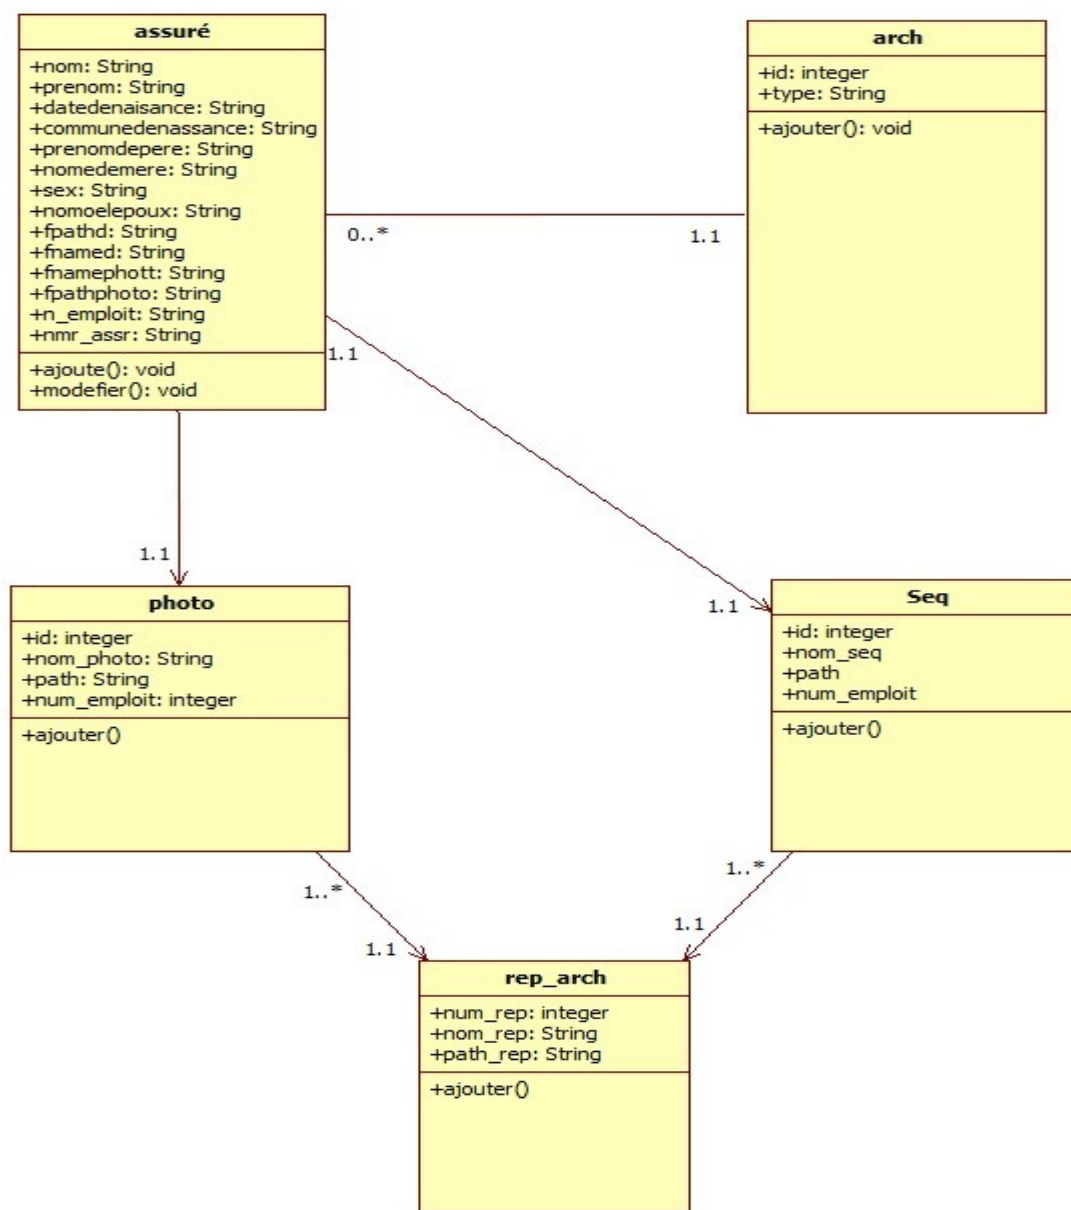 assuré
+nom: String
+prenom: String
+datedenaisance: String
+communedenassance: String
+prenomdepere: String
+nomedemere: String
+sex: String
+nomoelepoux: String
+fpathd: String
+fnamed: String
+fnamephott: String
+fpathphoto: String
+n_emploit: String
+nmr_assr: String
+ajoute(): void
+modefier(): void
arch
+id: integer
+type: String
+ajouter(): void
0..*
1.1
1.1
1.1
1.1
photo
+id: integer
+nom_photo: String
+path: String
+num_emploit: integer
+ajouter()
Seq
+id: integer
+nom_seq
+path
+num_emploit
+ajouter()
1..*
1.1
1..*
1.1
rep_arch
+num_rep: integer
+nom_rep: String
+path_rep: String
+ajouter()